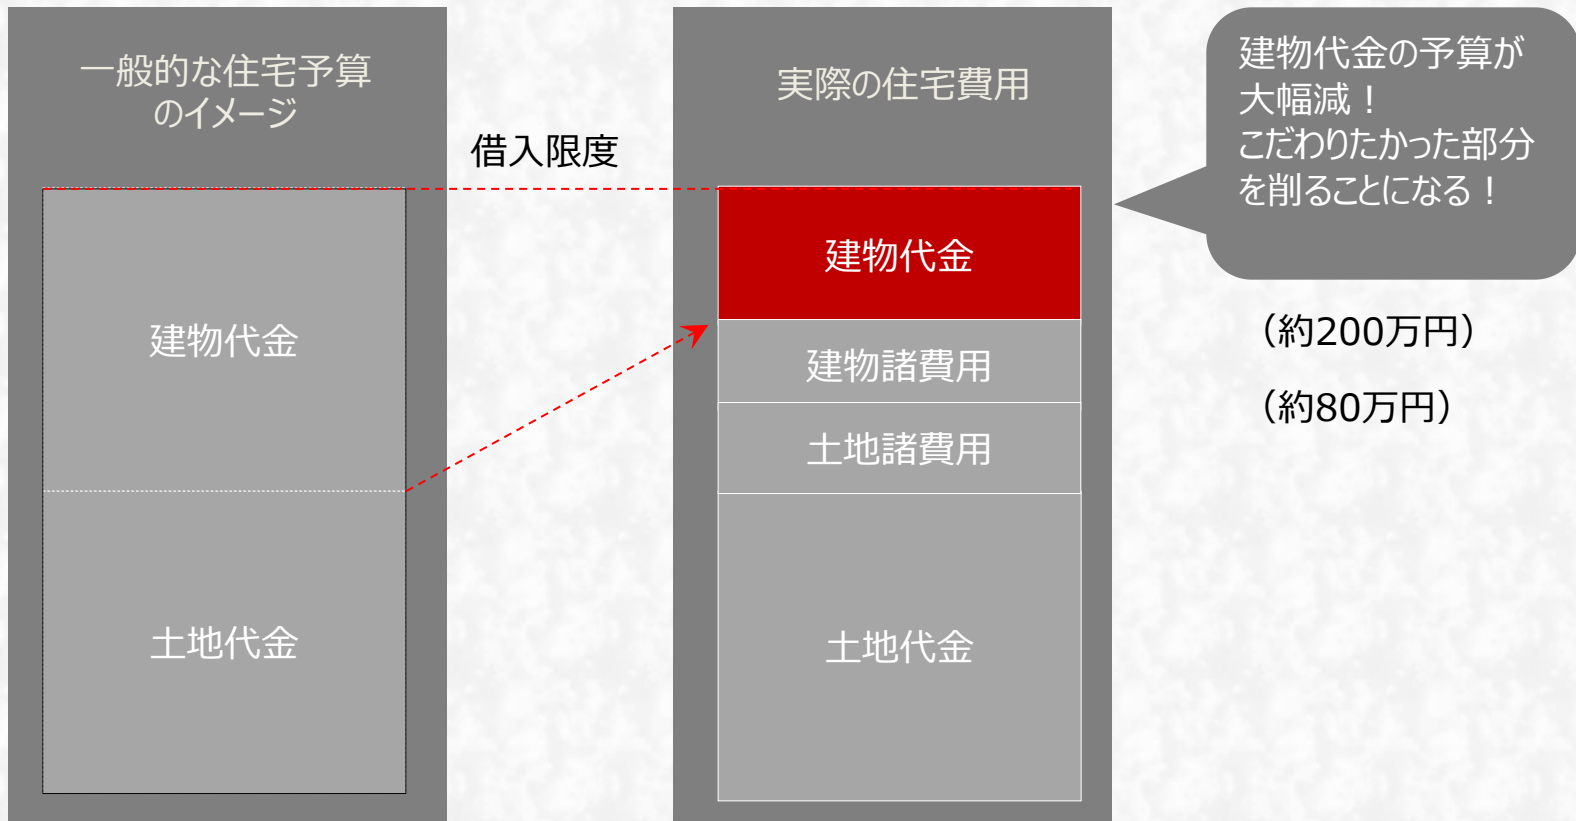 一般的な住宅予算
のイメージ
建物代金
土地代金
借入限度
実際の住宅費用
建物代金
建物諸費用
土地諸費用
土地代金
建物代金の予算が
大幅減！
こだわりたかった部分
を削ることになる！
（約200万円）
（約80万円）